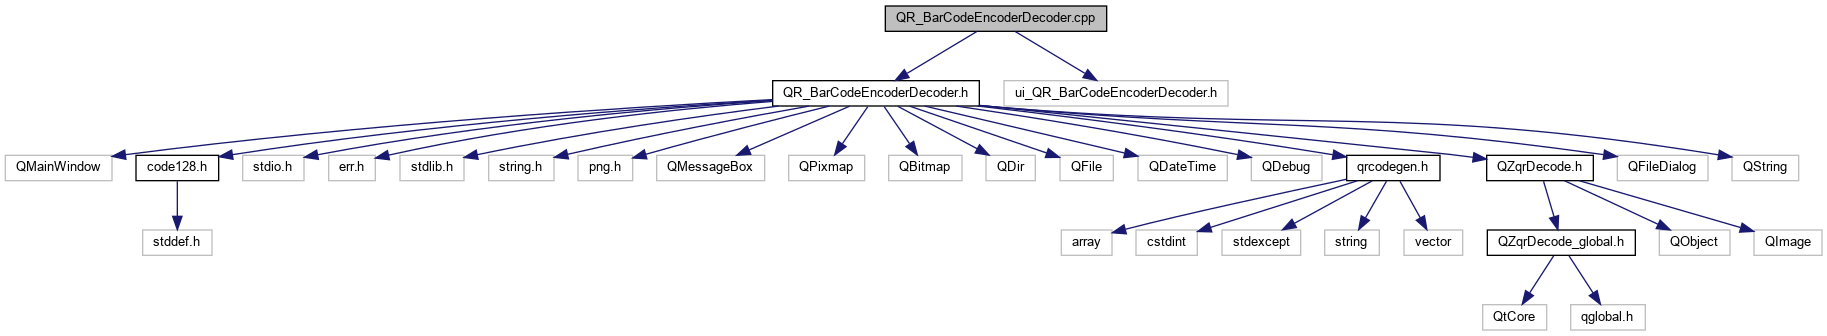 QR_BarCodeEncoderDecoder.cpp
QR_BarCodeEncoderDecoder.h
ui_QR_BarCodeEncoderDecoder.h
QMainWindow
code128.h
stdio.h
err.h
stdlib.h
string.h
png.h
QMessageBox
QPixmap
QBitmap
QDir
QFile
QDateTime
QDebug
qrcodegen.h
QZqrDecode.h
QFileDialog
QString
stddef.h
array
cstdint
stdexcept
string
vector
QZqrDecode_global.h
QObject
QImage
QtCore
qglobal.h